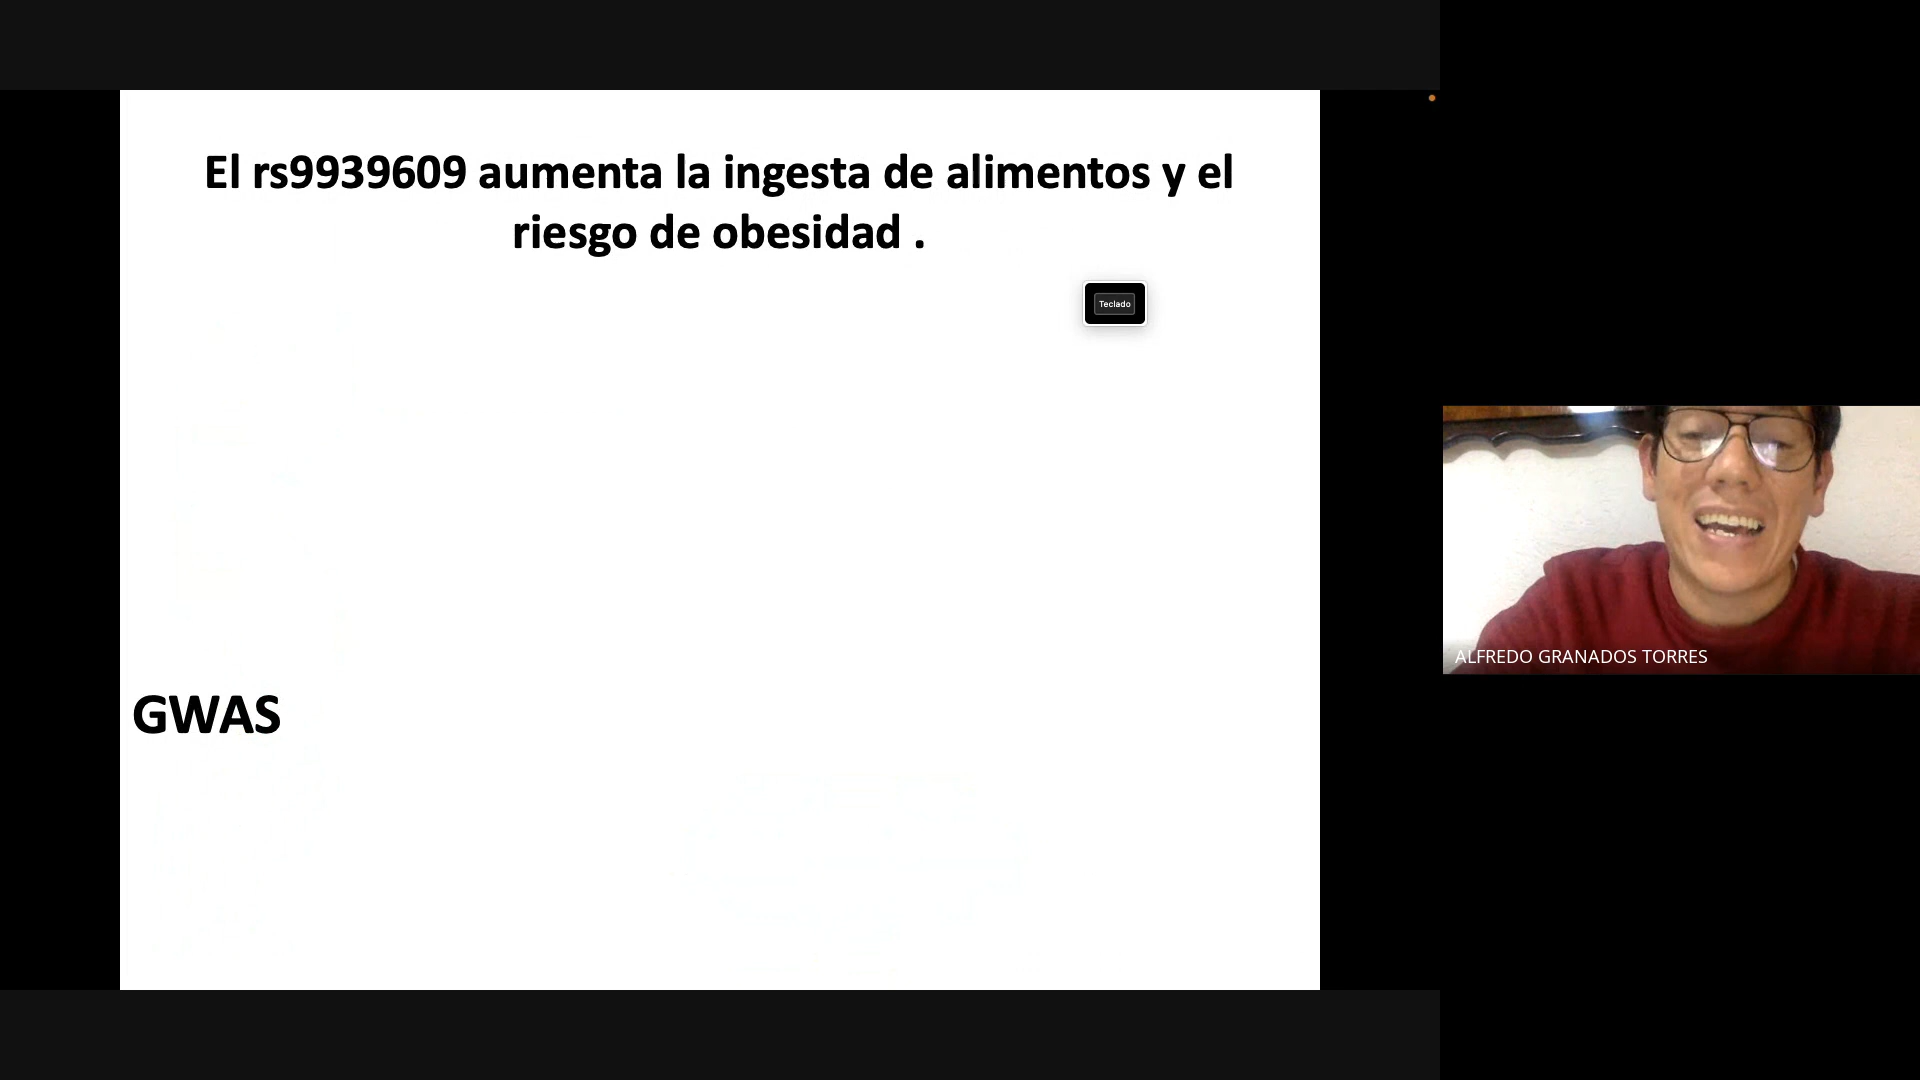 El rs9939609 aumenta la ingesta de alimentos y el
riesgo de obesidad .
Teclado
GWAS
ALFREDO GRANADOS TORRES